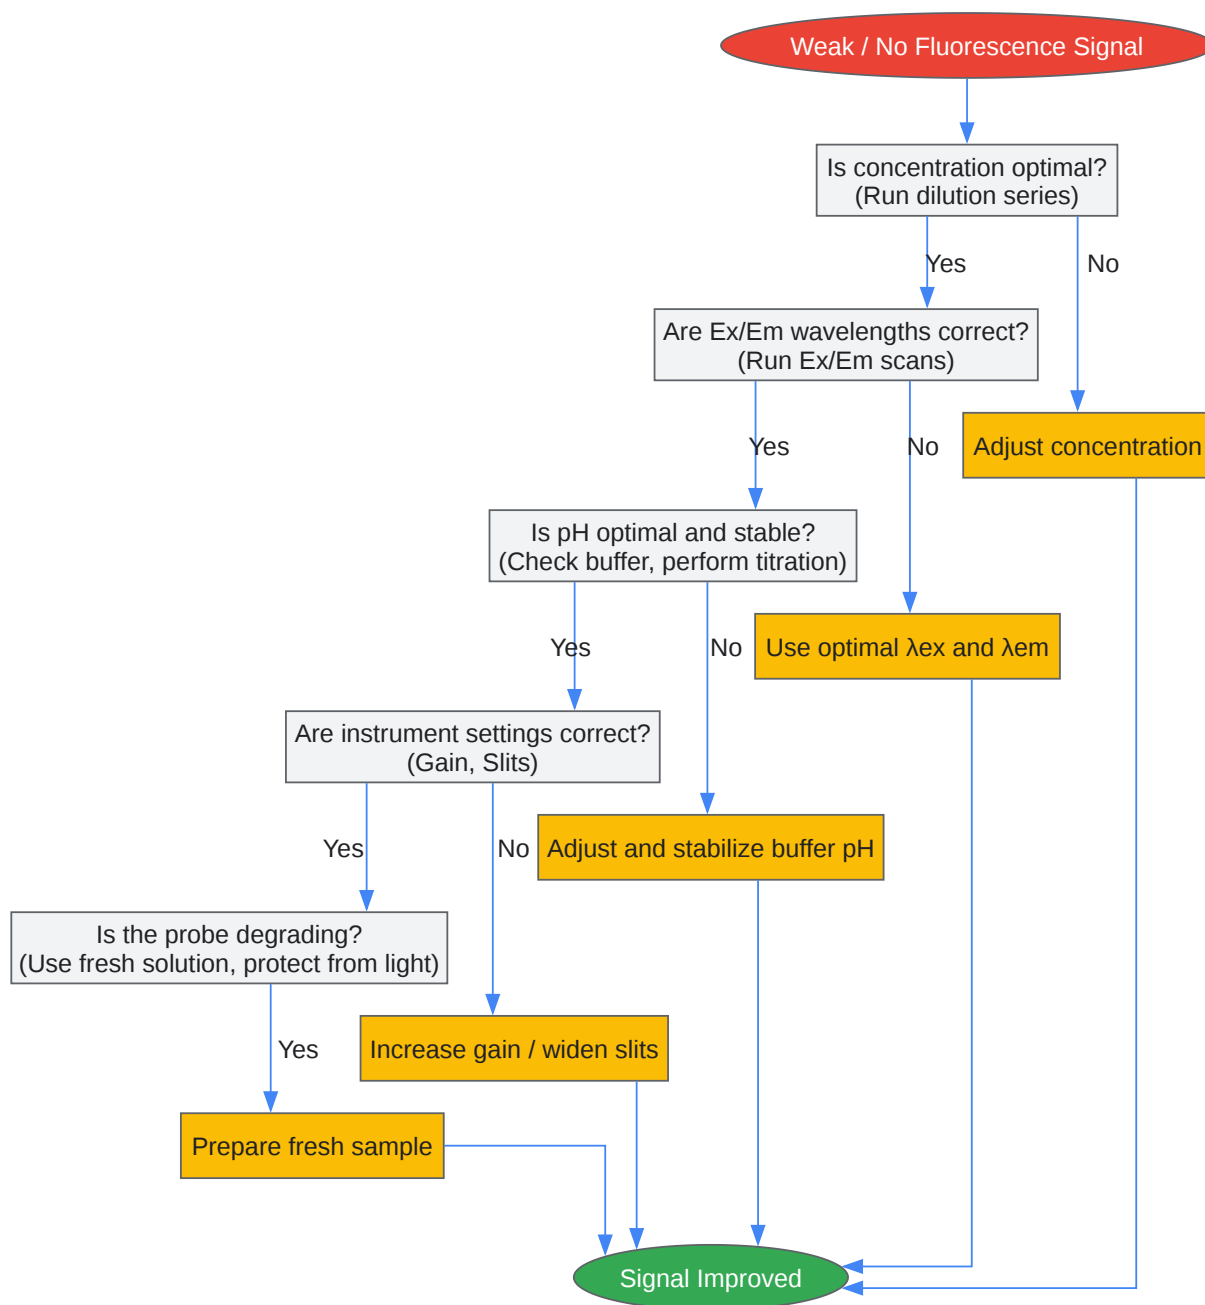 Weak / No Fluorescence Signal
Is concentration optimal?
(Run dilution series)
Yes
No
Are Ex/Em wavelengths correct?
(Run Ex/Em scans)
Yes
No
Adjust concentration
Is pH optimal and stable?
(Check buffer, perform titration)
Yes
No
Use optimal λex and λem
Are instrument settings correct?
(Gain, Slits)
Yes
No
Adjust and stabilize buffer pH
Is the probe degrading?
(Use fresh solution, protect from light)
Yes
Increase gain / widen slits
Prepare fresh sample
Signal Improved